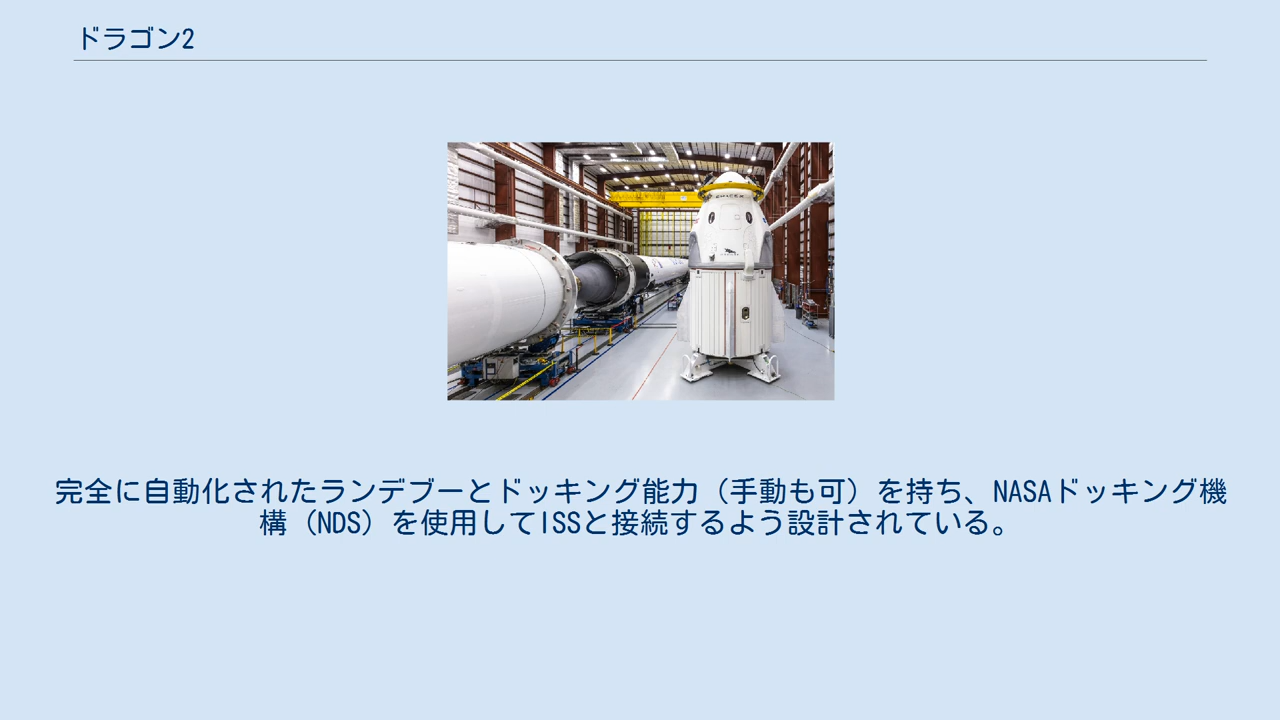 ドラゴン2
SPACEX
完全に自動化されたランデブーとドッキング能力（手動も可）を持ち、NASAドッキング機
構（NDS）を使用してISSと接続するよう設計されている。